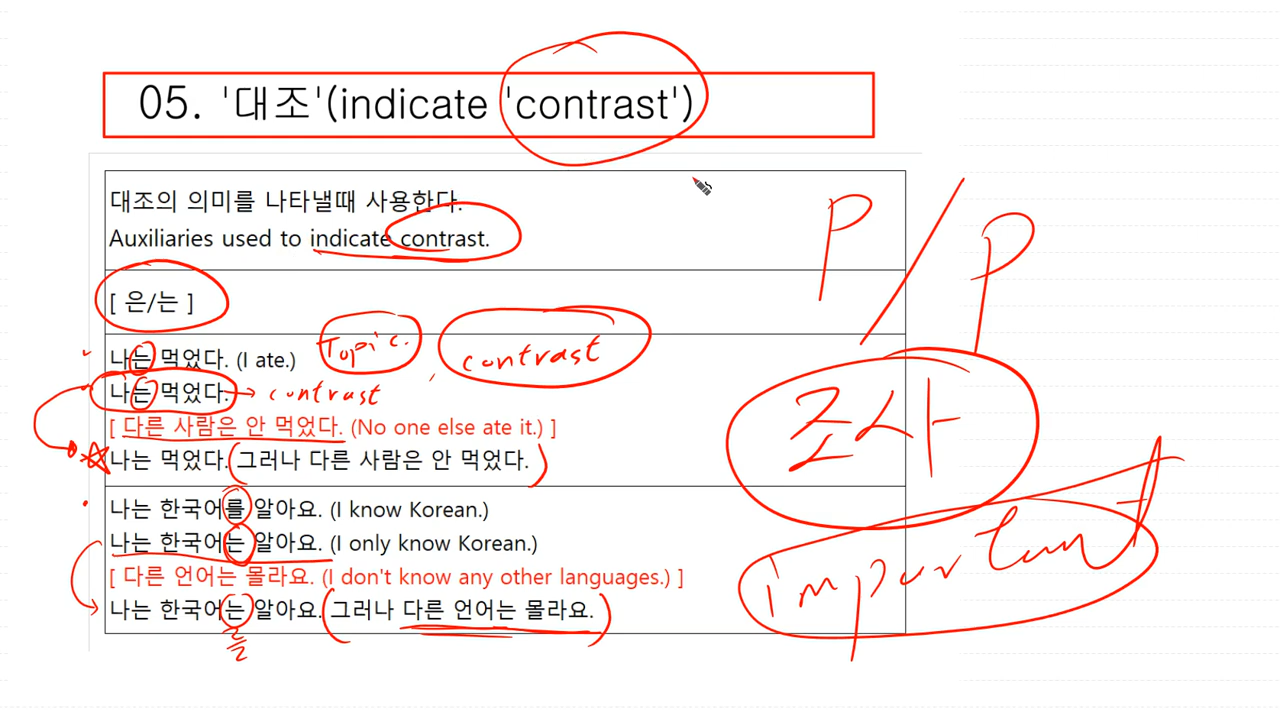 05. '대조'(indicate 'contrast')
대조의 의미를 나타낼때 사용한다.
Auxiliaries used to indicate contrast.
[ 은/는 ]
나는 먹었다. (I ate.) Topic. contrast
나는 먹었다. → contrast
[ 다른 사람은 안 먹었다. (No one else ate it.) ]
나는 먹었다. (그러나 다른 사람은 안 먹었다.)
나는 한국어를 알아요. (I know Korean.)
나는 한국어는 알아요. (I only know Korean.)
[ 다른 언어는 몰라요. (I don't know any other languages.) ]
나는 한국어는 알아요. (그러나 다른 언어는 몰라요.)
를
P / P
조사
important